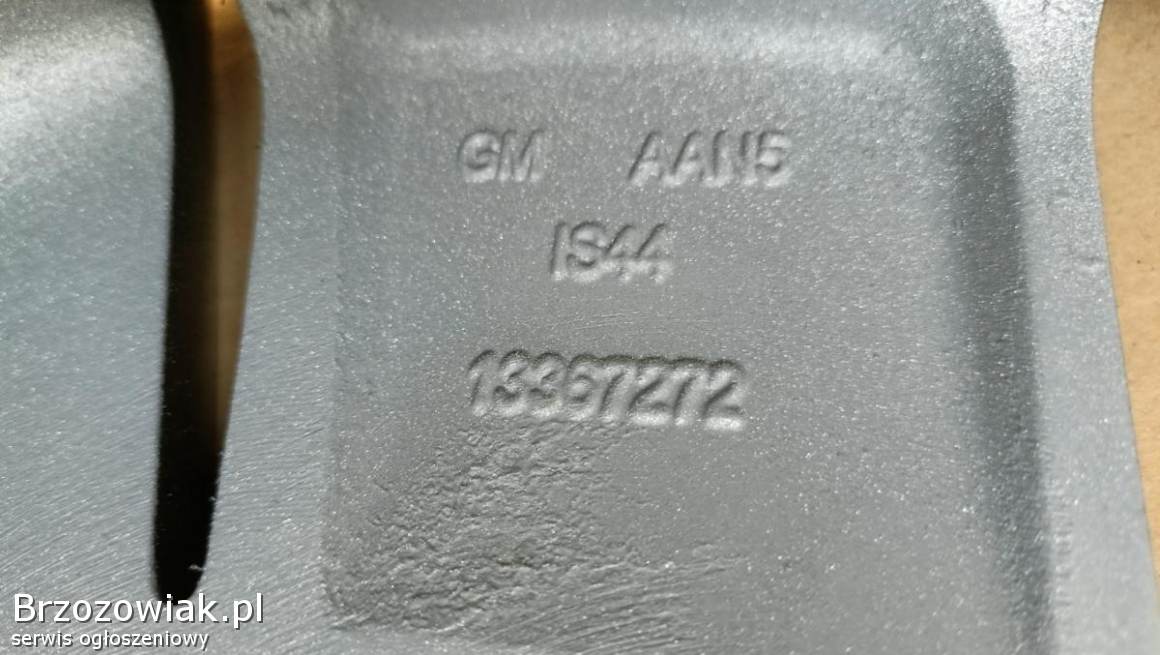 GM AAN5
IS44
13367272
Brzozowiak.pl
serwis ogłoszeniowy